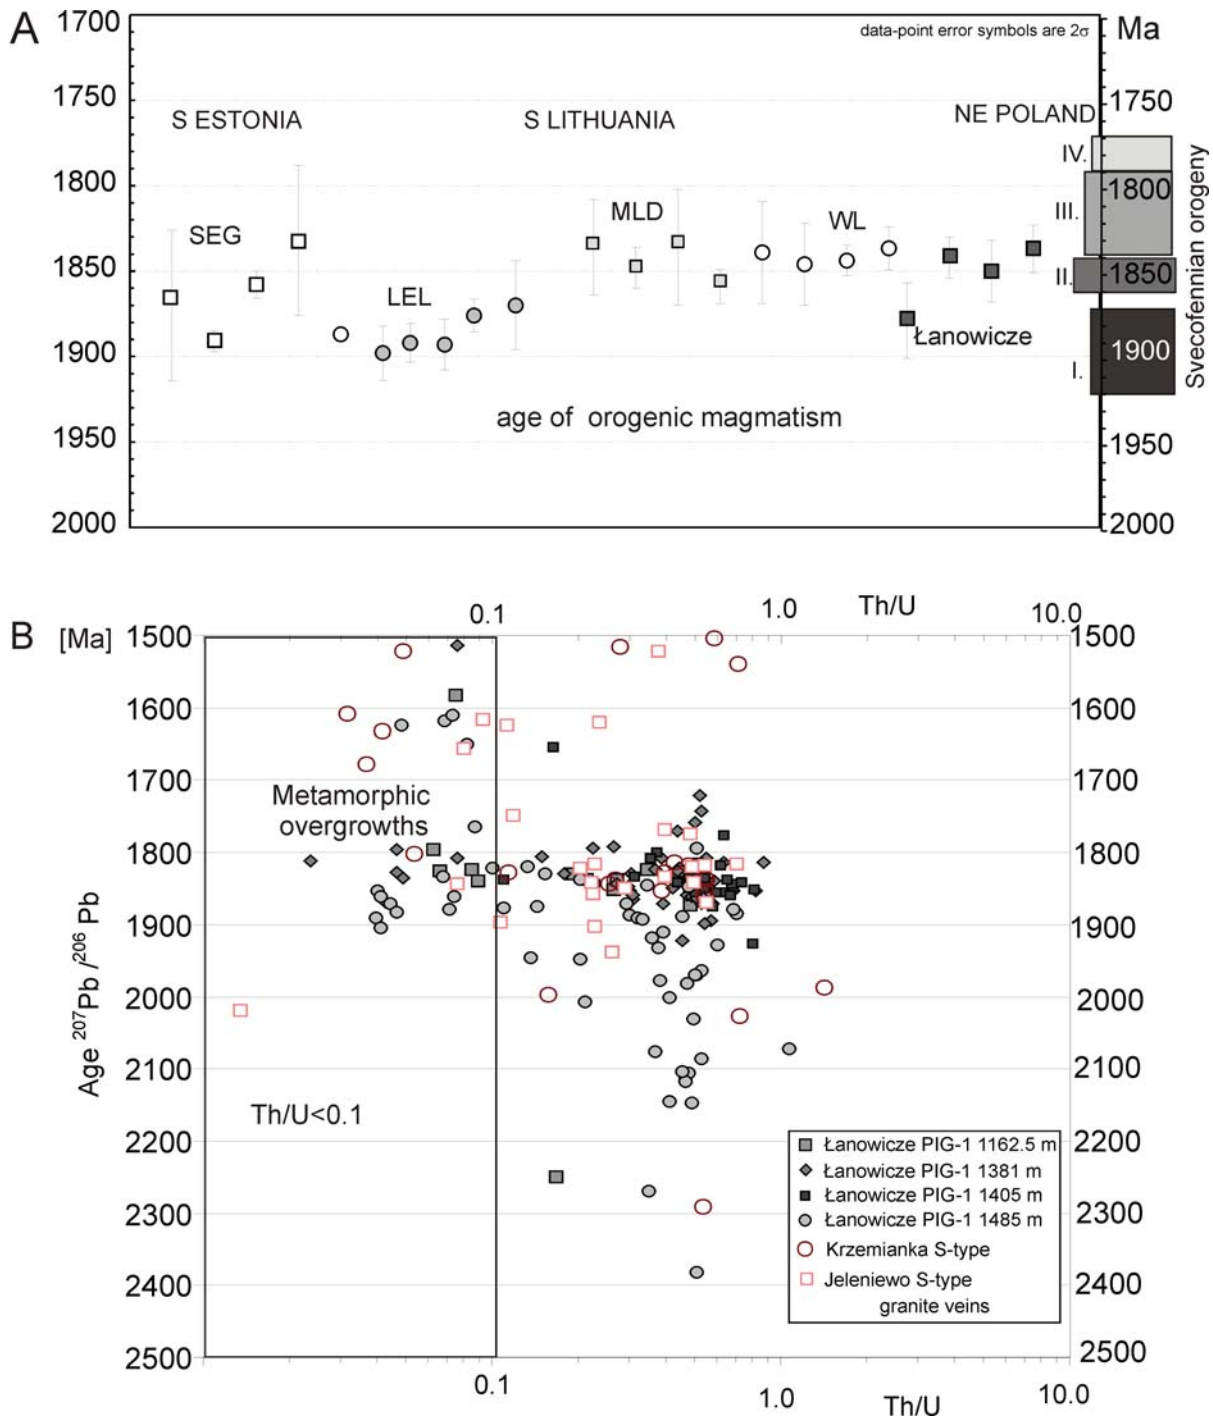 A
data-point error symbols are 2σ
Ma
1700
1750
1800
1850
1900
1950
2000
S ESTONIA
S LITHUANIA
NE POLAND
SEG
LEL
MLD
WL
Łanowicze
age of orogenic magmatism
1750
IV.
1800
III.
1850
II.
1900
I.
1950
2000
Svecofennian orogeny
B
[Ma]
0.1
1.0
Th/U
10.0
1500
1600
1700
1800
1900
2000
2100
2200
2300
2400
2500
Age 207Pb /206 Pb
Metamorphic
overgrowths
Th/U<0.1
1500
1600
1700
1800
1900
2000
2100
2200
2300
2400
2500
Łanowicze PIG-1 1162.5 m
Łanowicze PIG-1 1381 m
Łanowicze PIG-1 1405 m
Łanowicze PIG-1 1485 m
Krzemianka S-type
Jeleniewo S-type
granite veins
0.1
1.0
Th/U
10.0